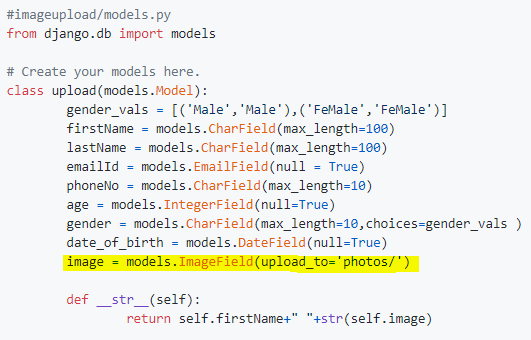 #imageupload/models.py
from django.db import models
# Create your models here.
class upload(models.Model):
gender_vals = [('Male','Male'),('FeMale','FeMale')]
firstName = models.CharField(max_length=100)
lastName = models.CharField(max_length=100)
emailId = models.EmailField(null = True)
phoneNo = models.CharField(max_length=10)
age = models.IntegerField(null=True)
gender = models.CharField(max_length=10,choices=gender_vals )
date_of_birth = models.DateField(null=True)
image = models.ImageField(upload_to='photos/')
def __str__(self):
return self.firstName+" "+str(self.image)